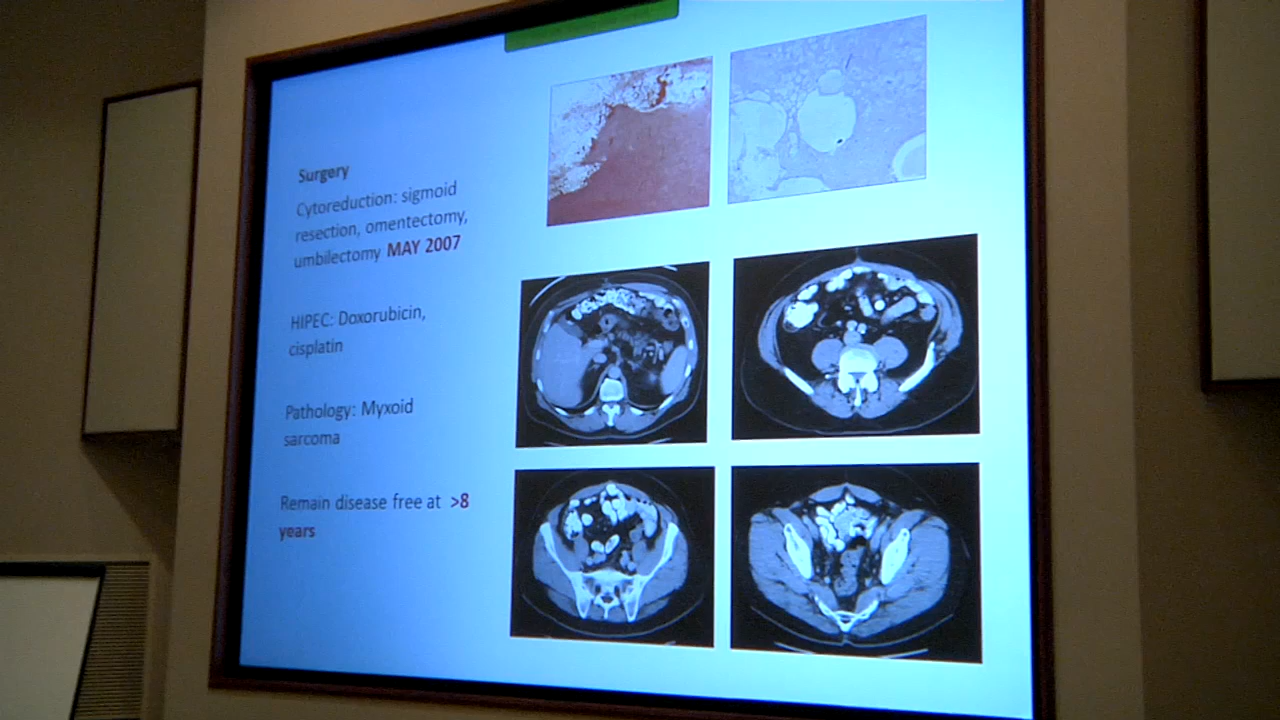 Surgery
Cytoreduction: sigmoid
resection, omentectomy,
umbilectomy MAY 2007
HIPEC: Doxorubicin,
cisplatin
Pathology: Myxoid
sarcoma
Remain disease free at >8
years